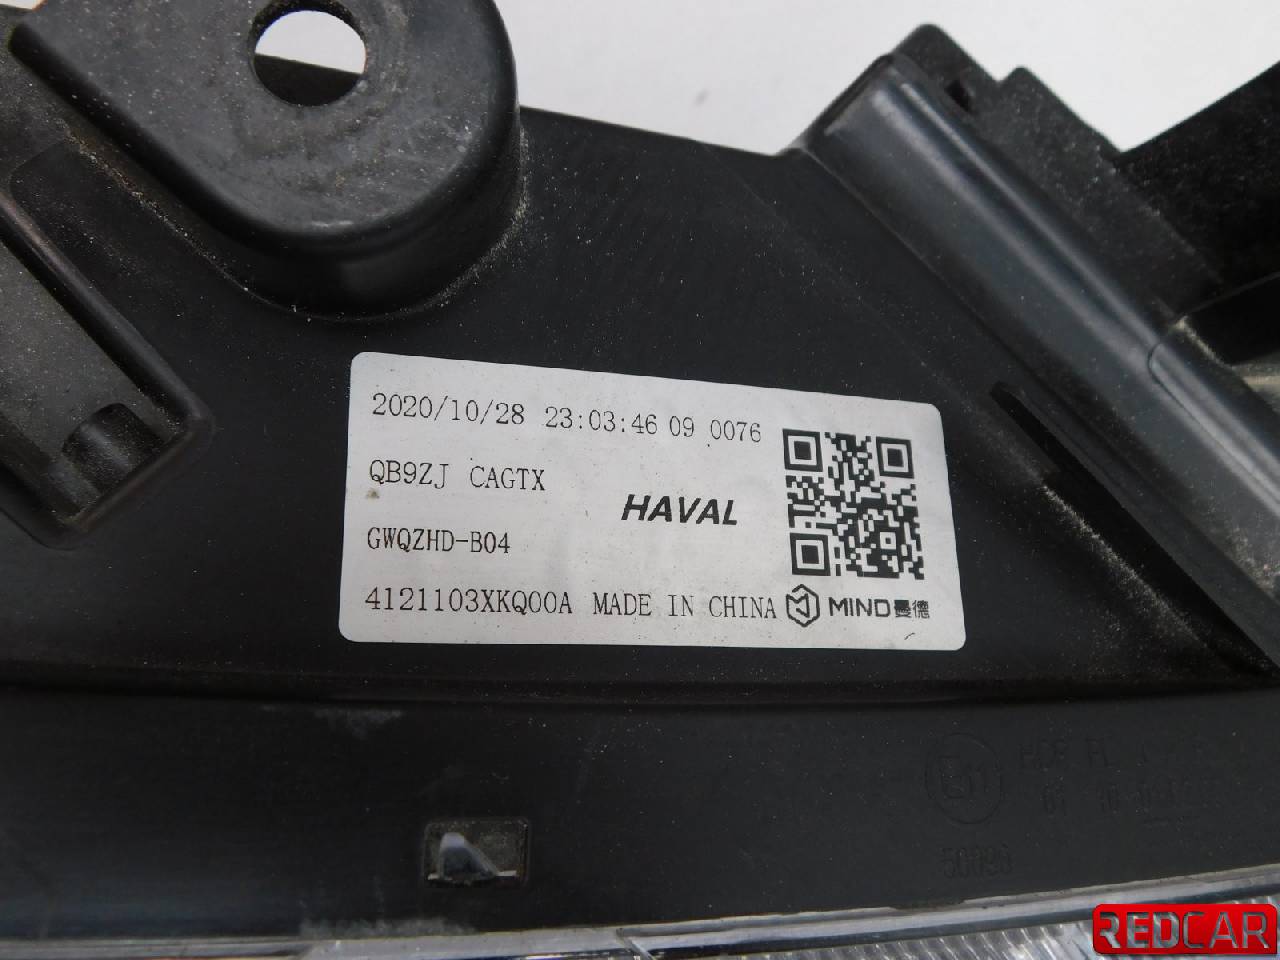 2020/10/28 23:03:46 09 0076
QB9ZJ CAGTX
HAVAL
GWQZHD-B04
4121103XKQ00A MADE IN CHINA
MIND曼德
50096
REDCAR